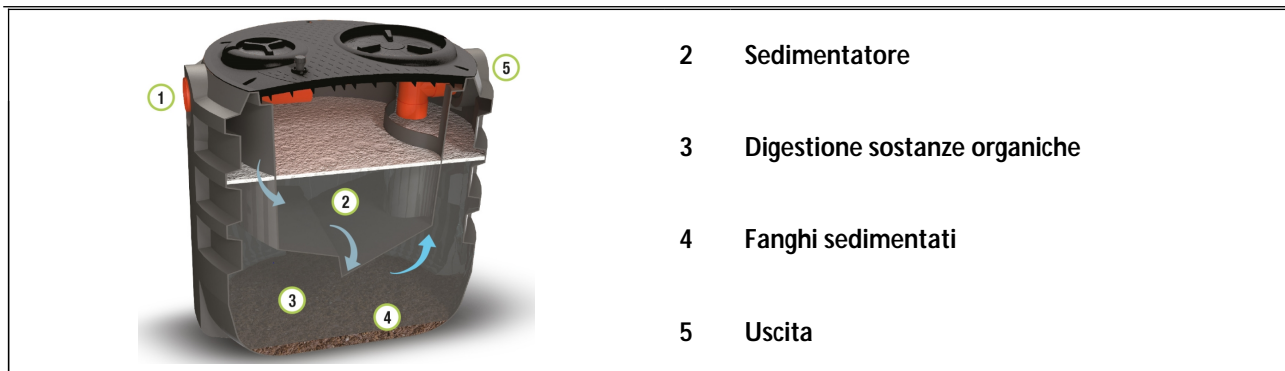 1
5
2
3
4
2 Sedimentatore
3 Digestione sostanze organiche
4 Fanghi sedimentati
5 Uscita